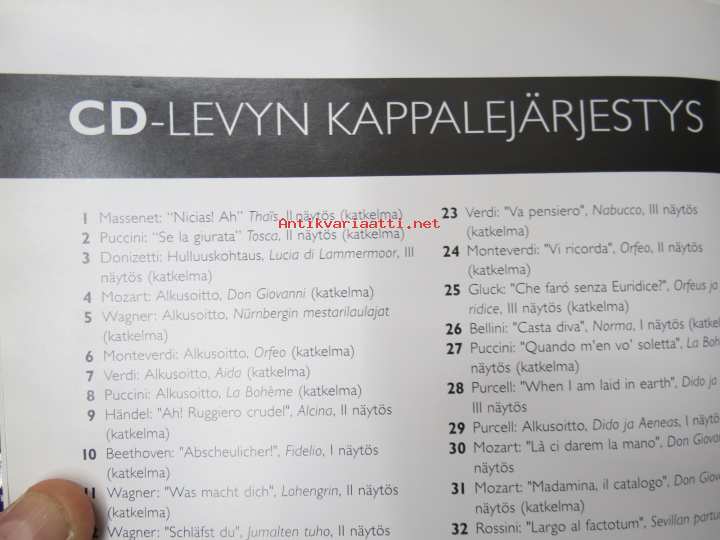 CD-LEVYN KAPPALEJÄRJESTYS
Antikvariaatti.net
1 Massenet: “Nicias! Ah” Thaïs, II näytös (katkelma)
2 Puccini: “Se la giurata” Tosca, II näytös (katkelma)
3 Donizetti: Hulluuskohtaus, Lucia di Lammermoor, III
näytös (katkelma)
4 Mozart: Alkusoitto, Don Giovanni (katkelma)
5 Wagner: Alkusoitto, Nürnbergin mestarilaulajat
(katkelma)
6 Monteverdi: Alkusoitto, Orfeo (katkelma)
7 Verdi: Alkusoitto, Aida (katkelma)
8 Puccini: Alkusoitto, La Bohème (katkelma)
9 Händel: "Ah! Ruggiero crudel", Alcina, II näytös
(katkelma)
10 Beethoven: "Abscheulicher!", Fidelio, I näytös
(katkelma)
11 Wagner: "Was macht dich", Lohengrin, II näytös
(katkelma)
Wagner: "Schläfst du", Jumalten tuho, II näytös
23 Verdi: "Va pensiero", Nabucco, III näytös
(katkelma)
24 Monteverdi: "Vi ricorda", Orfeo, II näytös
(katkelma)
25 Gluck: "Che faró senza Euridice?", Orfeus ja
ridice, III näytös (katkelma)
26 Bellini: "Casta diva", Norma, I näytös (katkel
27 Puccini: "Quando m'en vo' soletta", La Boh
näytös (katkelma)
28 Purcell: "When I am laid in earth", Dido ja
III näytös
29 Purcell: Alkusoitto, Dido ja Aeneas, I näytö
30 Mozart: "Là ci darem la mano", Don Giovan
näytös
31 Mozart: "Madamina, il catalogo", Don Giov
näytös (katkelma)
32 Rossini: "Largo al factotum", Sevillan partur